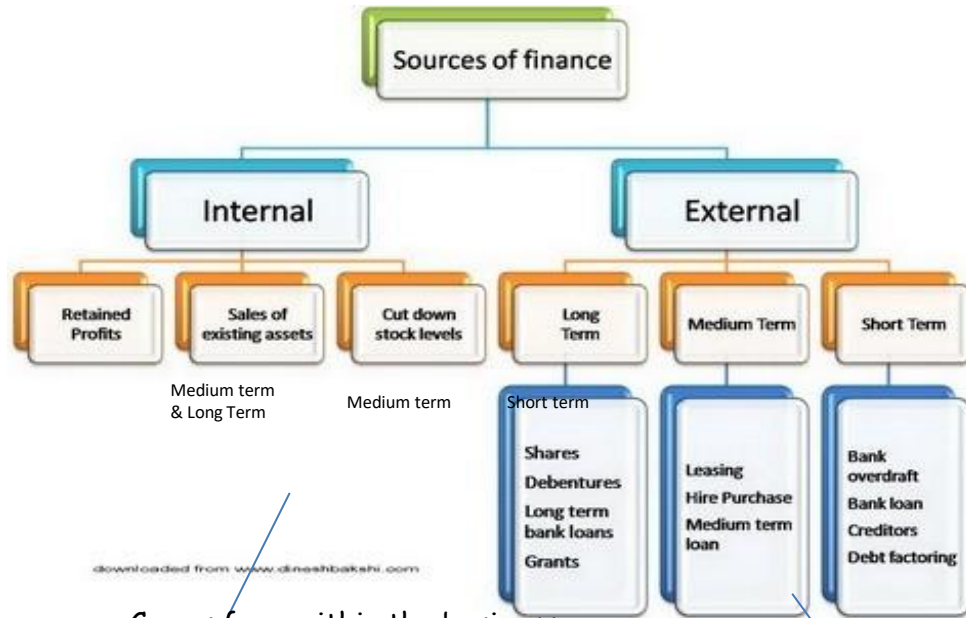 Sources of finance
Internal
External
Retained
Profits
Sales of
existing assets
Cut down
stock levels
Long
Term
Medium Term
Short Term
Medium term
& Long Term
Medium term
Short term
Shares
Debentures
Long term
bank loans
Grants
Leasing
Hire Purchase
Medium term
loan
Bank
overdraft
Bank loan
Creditors
Debt factoring
downloaded from www.dineshbakshi.com